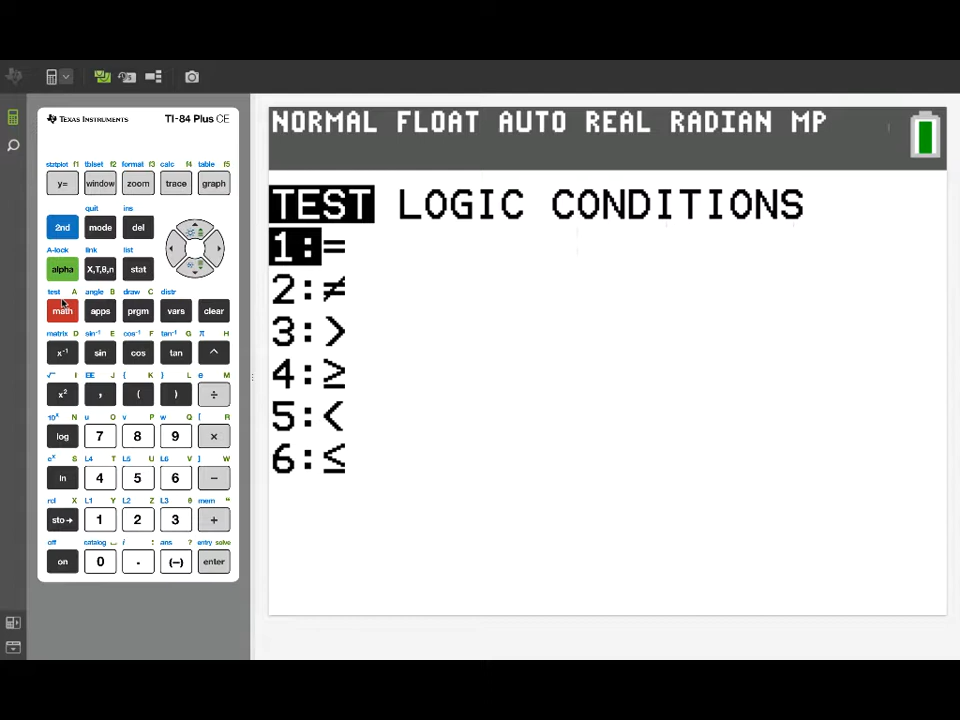 TEXAS INSTRUMENTS TI-84 Plus CE
NORMAL FLOAT AUTO REAL RADIAN MP
TEST LOGIC CONDITIONS
1:=
2:≠
3:>
4:≥
5:<
6:≤
statplot f1 tblset f2 format f3 calc f4 table f5
y= window zoom trace graph
quit ins
2nd mode del
A-lock link list
alpha X,T,θ,n stat
test A angle B draw C distr
math apps prgm vars clear
matrix D sin⁻¹ E cos⁻¹ F tan⁻¹ G π H
x⁻¹ sin cos tan ^
√ I EE J { K } L e M
x² , ( ) ÷
10ˣ N u O v P w Q [ R
log 7 8 9 ×
eˣ S L4 T L5 U L6 V ] W
ln 4 5 6 −
rcl X L1 Y L2 Z L3 θ mem "
sto→ 1 2 3 +
off catalog i : ans ? entry solve
on 0 . (−) enter